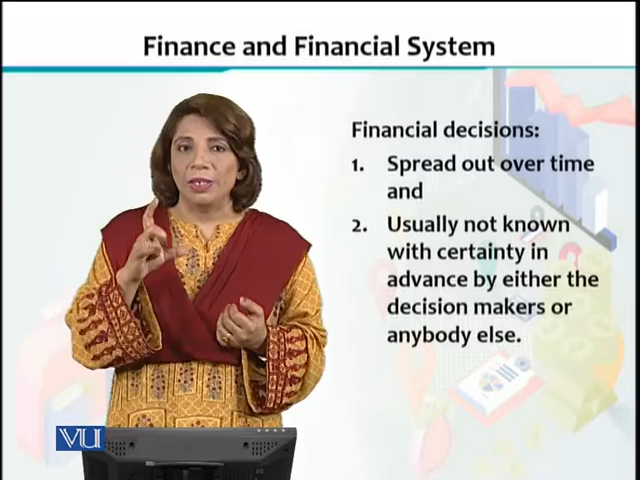 Finance and Financial System
Financial decisions:
1. Spread out over time
and
2. Usually not known
with certainty in
advance by either the
decision makers or
anybody else.
VU